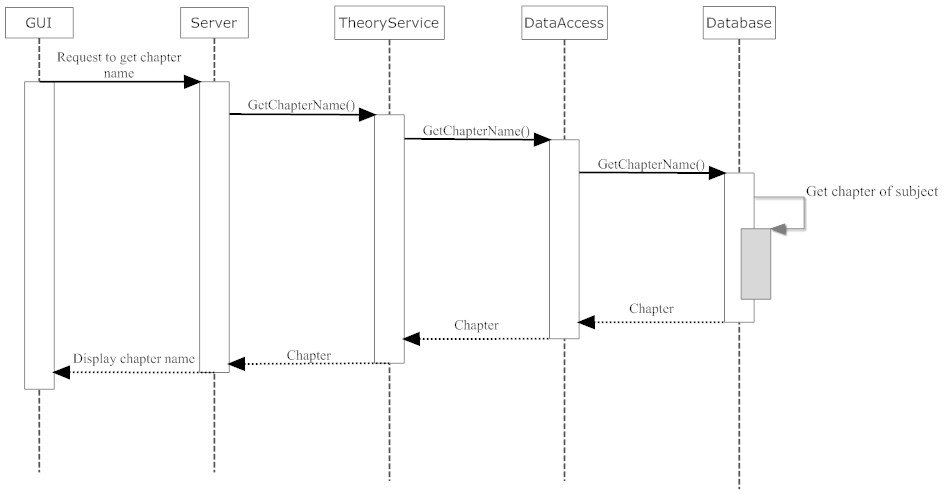 GUI
Server
TheoryService
DataAccess
Database
Request to get chapter
name
GetChapterName()
GetChapterName()
GetChapterName()
Get chapter of subject
Chapter
Chapter
Chapter
Display chapter name